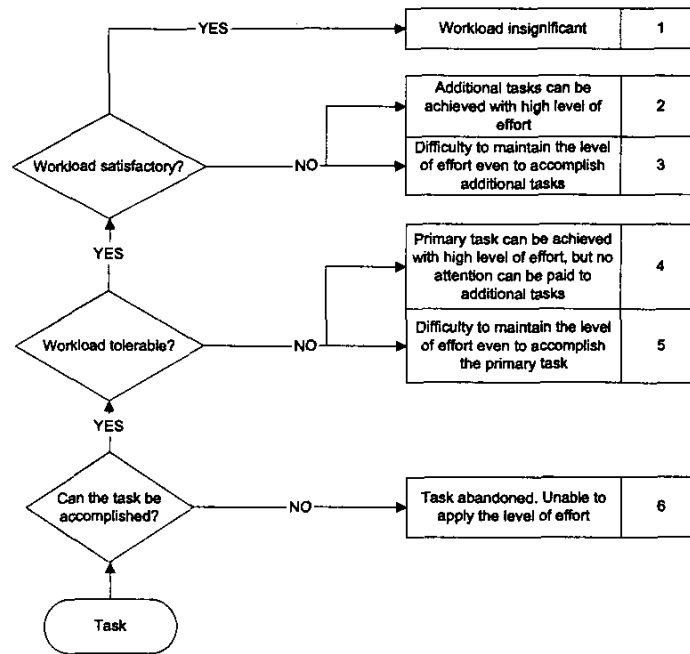 YES
Workload insignificant
1
Additional tasks can be
achieved with high level of
effort
2
Workload satisfactory?
NO
Difficulty to maintain the level
of effort even to accomplish
additional tasks
3
YES
Primary task can be achieved
with high level of effort, but no
attention can be paid to
additional tasks
4
Workload tolerable?
NO
Difficulty to maintain the level
of effort even to accomplish
the primary task
5
YES
Can the task be
accomplished?
NO
Task abandoned. Unable to
apply the level of effort
6
Task